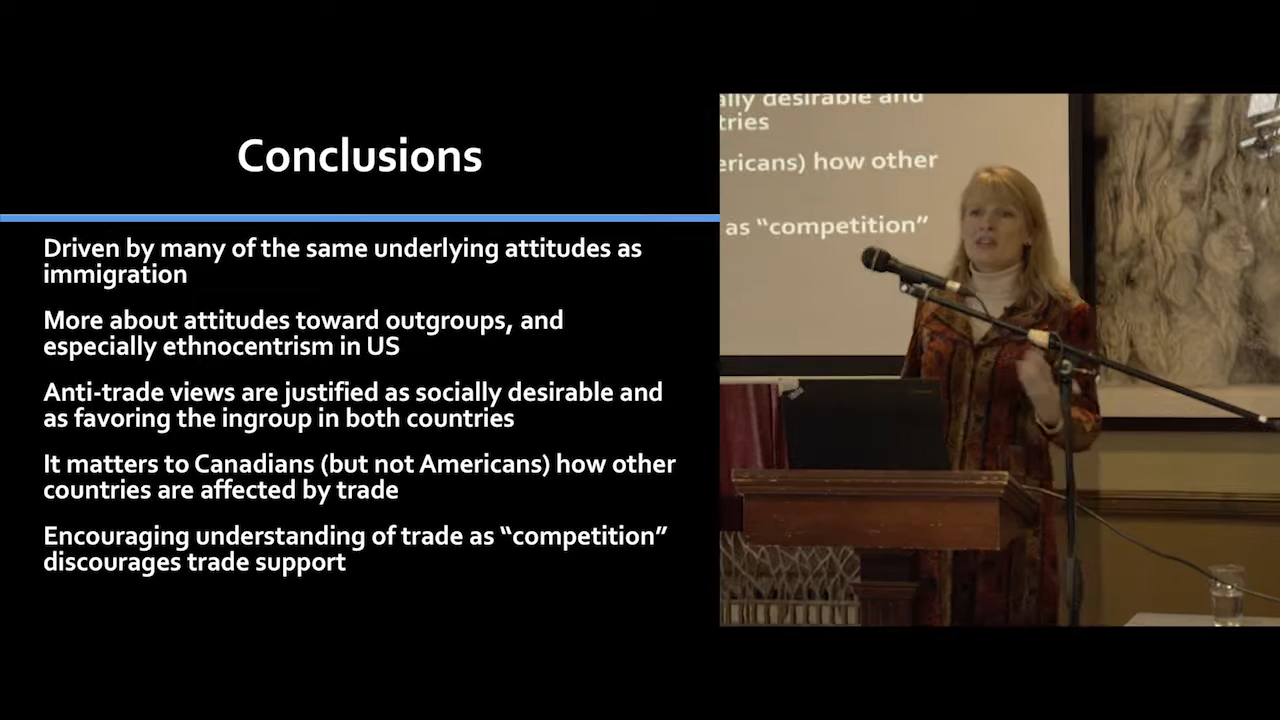 Conclusions
Driven by many of the same underlying attitudes as
immigration
More about attitudes toward outgroups, and
especially ethnocentrism in US
Anti-trade views are justified as socially desirable and
as favoring the ingroup in both countries
It matters to Canadians (but not Americans) how other
countries are affected by trade
Encouraging understanding of trade as “competition”
discourages trade support
ally desirable and
tries
ericans) how other
as “competition”